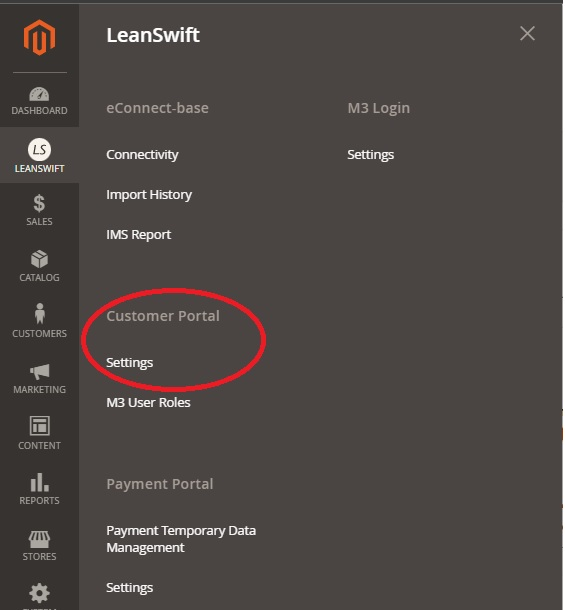 LeanSwift
DASHBOARD
LS
LEANSWIFT
SALES
CATALOG
CUSTOMERS
MARKETING
CONTENT
REPORTS
STORES
eConnect-base
Connectivity
Import History
IMS Report
M3 Login
Settings
Customer Portal
Settings
M3 User Roles
Payment Portal
Payment Temporary Data
Management
Settings